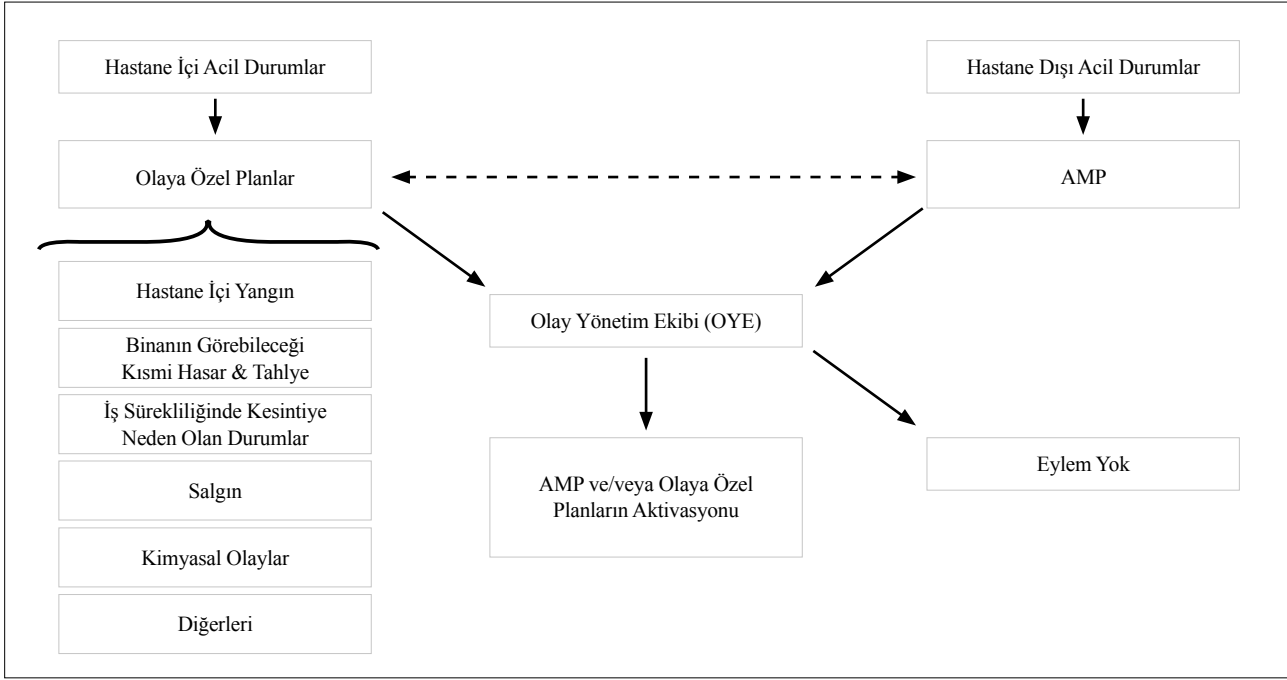 Hastane İçi Acil Durumlar
Hastane Dışı Acil Durumlar
Olaya Özel Planlar
AMP
Hastane İçi Yangın
Binanın Görebileceği
Kısmi Hasar & Tahlye
İş Sürekliliğinde Kesintiye
Neden Olan Durumlar
Salgın
Kimyasal Olaylar
Diğerleri
Olay Yönetim Ekibi (OYE)
AMP ve/veya Olaya Özel
Planların Aktivasyonu
Eylem Yok